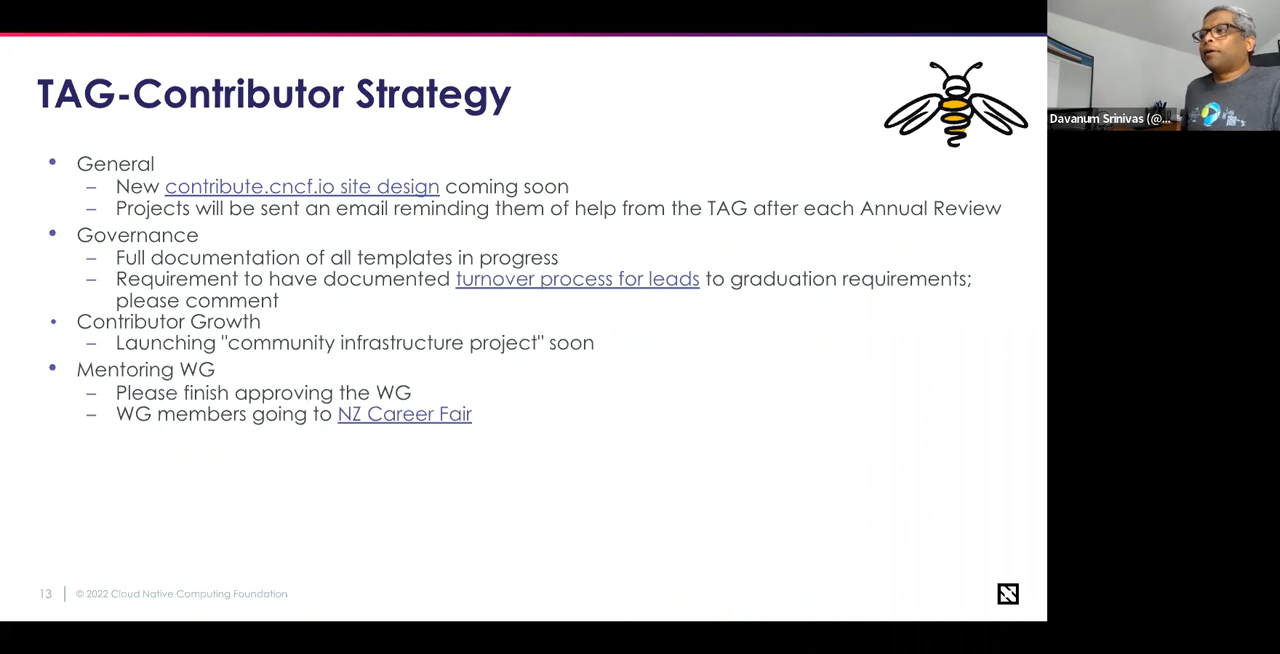 TAG-Contributor Strategy
• General
– New contribute.cncf.io site design coming soon
– Projects will be sent an email reminding them of help from the TAG after each Annual Review
• Governance
– Full documentation of all templates in progress
– Requirement to have documented turnover process for leads to graduation requirements;
please comment
• Contributor Growth
– Launching "community infrastructure project" soon
• Mentoring WG
– Please finish approving the WG
– WG members going to NZ Career Fair
13
© 2022 Cloud Native Computing Foundation
Davanum Srinivas (@...